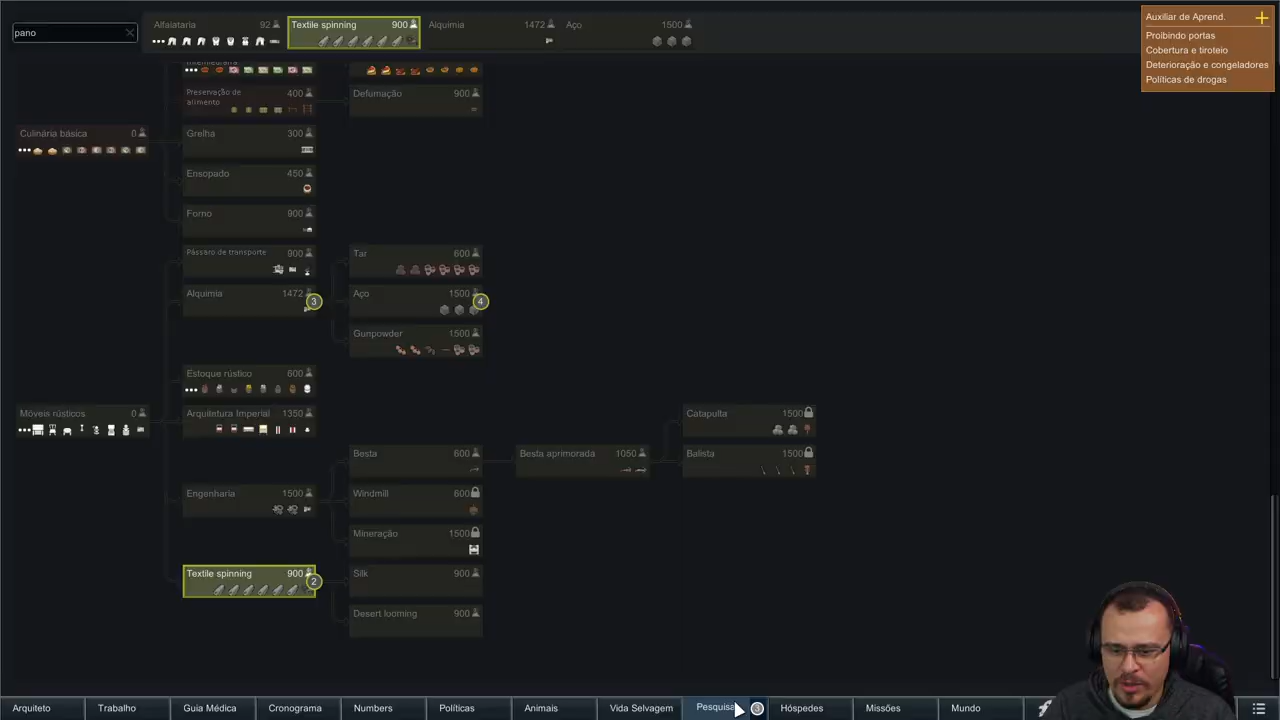 pano
Alfaiataria 92
Textile spinning 900
Alquimia 1472
Aço 1500
Auxiliar de Aprend.
Proibindo portas
Cobertura e tiroteio
Deterioração e congeladores
Políticas de drogas
Preservação de alimento 400
Defumação 900
Culinária básica 0
Grelha 300
Ensopado 450
Forno 900
Pássaro de transporte 900
Tar 600
Alquimia 1472
3
Aço 1500
4
Gunpowder 1500
Estoque rústico 600
Móveis rústicos 0
Arquitetura Imperial 1350
Catapulta 1500
Besta 600
Besta aprimorada 1050
Balista 1500
Engenharia 1500
Windmill 600
Mineração 1500
Textile spinning 900
2
Silk 900
Desert looming 900
Arquiteto
Trabalho
Guia Médica
Cronograma
Numbers
Políticas
Animais
Vida Selvagem
Pesquisa
3
Hóspedes
Missões
Mundo